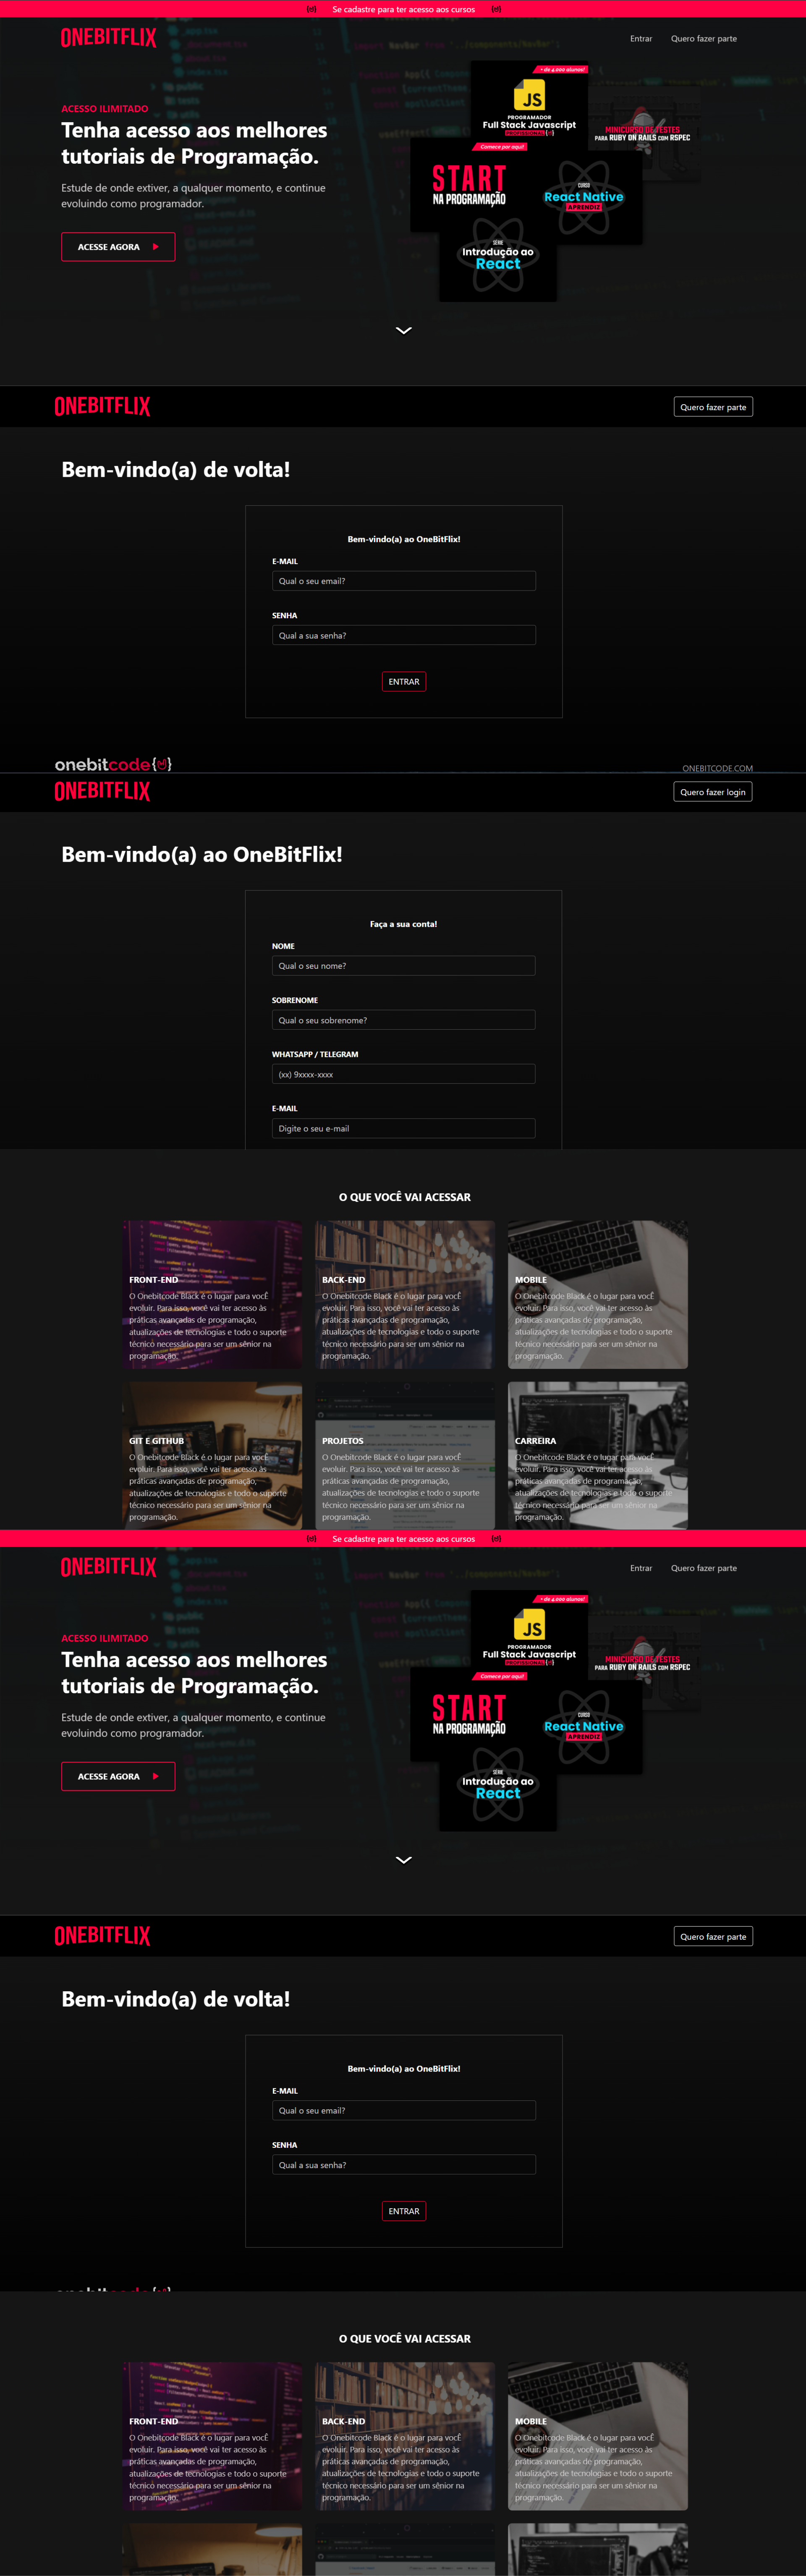 Se cadastre para ter acesso aos cursos
ONEBITFLIX
Entrar
Quero fazer parte
ACESSO ILIMITADO
Tenha acesso aos melhores
tutoriais de Programação.
Estude de onde extiver, a qualquer momento, e continue
evoluindo como programador.
ACESSE AGORA
+ de 4.000 alunos!
JS
PROGRAMADOR
Full Stack Javascript
PROFISSIONAL
MINICURSO DE TESTES
PARA RUBY ON RAILS COM RSPEC
Comece por aqui!
START
NA PROGRAMAÇÃO
CURSO
React Native
APRENDIZ
SÉRIE
Introdução ao
React
ONEBITFLIX
Quero fazer parte
Bem-vindo(a) de volta!
Bem-vindo(a) ao OneBitFlix!
E-MAIL
Qual o seu email?
SENHA
Qual a sua senha?
ENTRAR
onebitcode
ONEBITCODE.COM
ONEBITFLIX
Quero fazer login
Bem-vindo(a) ao OneBitFlix!
Faça a sua conta!
NOME
Qual o seu nome?
SOBRENOME
Qual o seu sobrenome?
WHATSAPP / TELEGRAM
(xx) 9xxxx-xxxx
E-MAIL
Digite o seu e-mail
O QUE VOCÊ VAI ACESSAR
FRONT-END
O Onebitcode Black é o lugar para vocÊ
evoluir. Para isso, você vai ter acesso às
práticas avançadas de programação,
atualizações de tecnologias e todo o suporte
técnico necessário para ser um sênior na
programação.
BACK-END
O Onebitcode Black é o lugar para vocÊ
evoluir. Para isso, você vai ter acesso às
práticas avançadas de programação,
atualizações de tecnologias e todo o suporte
técnico necessário para ser um sênior na
programação.
MOBILE
O Onebitcode Black é o lugar para vocÊ
evoluir. Para isso, você vai ter acesso às
práticas avançadas de programação,
atualizações de tecnologias e todo o suporte
técnico necessário para ser um sênior na
programação.
GIT E GITHUB
O Onebitcode Black é o lugar para vocÊ
evoluir. Para isso, você vai ter acesso às
práticas avançadas de programação,
atualizações de tecnologias e todo o suporte
técnico necessário para ser um sênior na
programação.
PROJETOS
O Onebitcode Black é o lugar para vocÊ
evoluir. Para isso, você vai ter acesso às
práticas avançadas de programação,
atualizações de tecnologias e todo o suporte
técnico necessário para ser um sênior na
programação.
CARREIRA
O Onebitcode Black é o lugar para vocÊ
evoluir. Para isso, você vai ter acesso às
práticas avançadas de programação,
atualizações de tecnologias e todo o suporte
técnico necessário para ser um sênior na
programação.
Se cadastre para ter acesso aos cursos
ONEBITFLIX
Entrar
Quero fazer parte
ACESSO ILIMITADO
Tenha acesso aos melhores
tutoriais de Programação.
Estude de onde extiver, a qualquer momento, e continue
evoluindo como programador.
ACESSE AGORA
+ de 4.000 alunos!
JS
PROGRAMADOR
Full Stack Javascript
PROFISSIONAL
MINICURSO DE TESTES
PARA RUBY ON RAILS COM RSPEC
Comece por aqui!
START
NA PROGRAMAÇÃO
CURSO
React Native
APRENDIZ
SÉRIE
Introdução ao
React
ONEBITFLIX
Quero fazer parte
Bem-vindo(a) de volta!
Bem-vindo(a) ao OneBitFlix!
E-MAIL
Qual o seu email?
SENHA
Qual a sua senha?
ENTRAR
O QUE VOCÊ VAI ACESSAR
FRONT-END
O Onebitcode Black é o lugar para vocÊ
evoluir. Para isso, você vai ter acesso às
práticas avançadas de programação,
atualizações de tecnologias e todo o suporte
técnico necessário para ser um sênior na
programação.
BACK-END
O Onebitcode Black é o lugar para vocÊ
evoluir. Para isso, você vai ter acesso às
práticas avançadas de programação,
atualizações de tecnologias e todo o suporte
técnico necessário para ser um sênior na
programação.
MOBILE
O Onebitcode Black é o lugar para vocÊ
evoluir. Para isso, você vai ter acesso às
práticas avançadas de programação,
atualizações de tecnologias e todo o suporte
técnico necessário para ser um sênior na
programação.